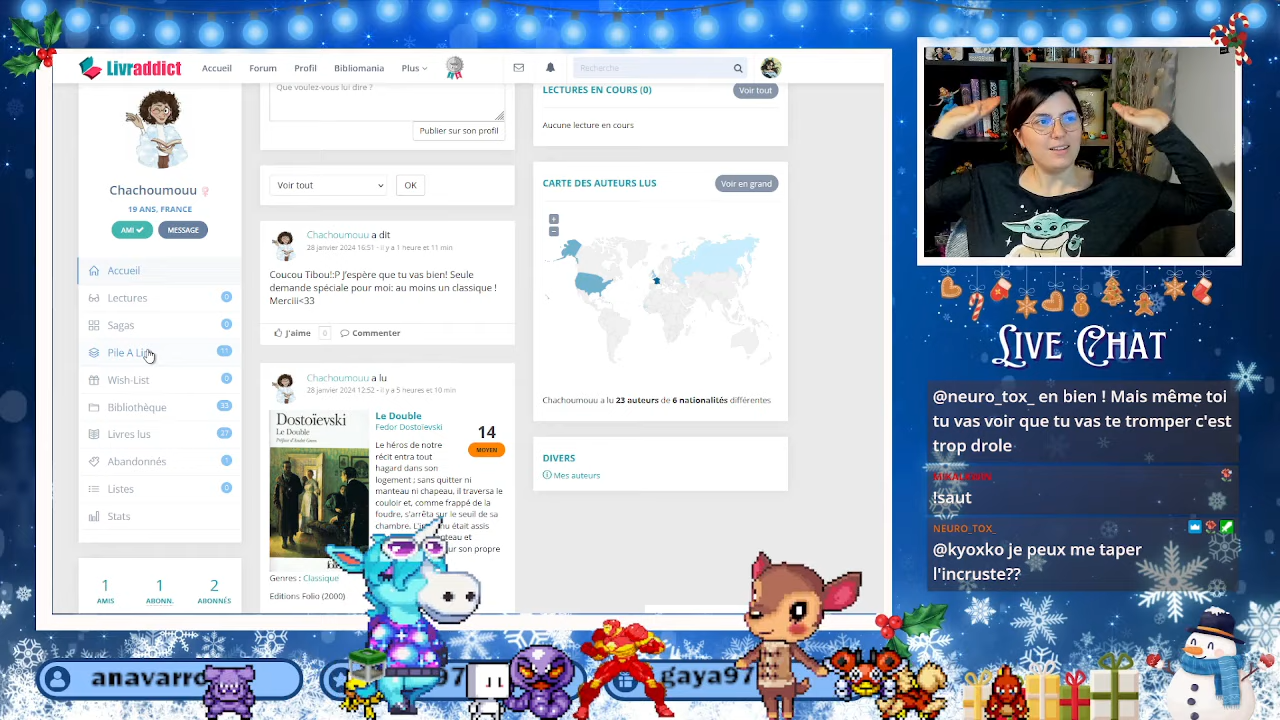 Livraddict
Accueil
Forum
Profil
Bibliomania
Plus
Recherche
Chachoumouu
19 ANS, FRANCE
AMI
MESSAGE
Accueil
Lectures
0
Sagas
0
Pile A
11
Wish-List
0
Bibliothèque
33
Livres lus
27
Abandonnés
1
Listes
0
Stats
1
AMIS
1
ABONN.
2
ABONNÉS
Que voulez-vous lui dire ?
Publier sur son profil
Voir tout
OK
Chachoumouu a dit
28 janvier 2024 16:51 - il y a 1 heure et 11 min
Coucou Tibou!:P J'espère que tu vas bien! Seule
demande spéciale pour moi: au moins un classique !
Merciii<33
J'aime
0
Commenter
Chachoumouu a lu
28 janvier 2024 12:52 - il y a 5 heures et 10 min
Dostoïevski
Le Double
Le Double
Fedor Dostoïevski
Le héros de notre
récit entra tout
hagard dans son
logement : sans quitter ni
manteau ni chapeau, il traversa le
couloir et, comme frappé de la
foudre, s'arrêta sur le seuil de sa
chambre.
était assis
et
son propre
14
MOYEN
Genres : Classique
Editions Folio (2000)
LECTURES EN COURS (0)
Voir tout
Aucune lecture en cours
CARTE DES AUTEURS LUS
Voir en grand
+
−
Chachoumouu a lu 23 auteurs de 6 nationalités différentes
DIVERS
Mes auteurs
LIVE CHAT
@neuro_tox_ en bien ! Mais même toi
tu vas voir que tu vas te tromper c'est
trop drole
!saut
NEURO_TOX_
@kyoxko je peux me taper
l'incruste??
anavarro
97
gaya97